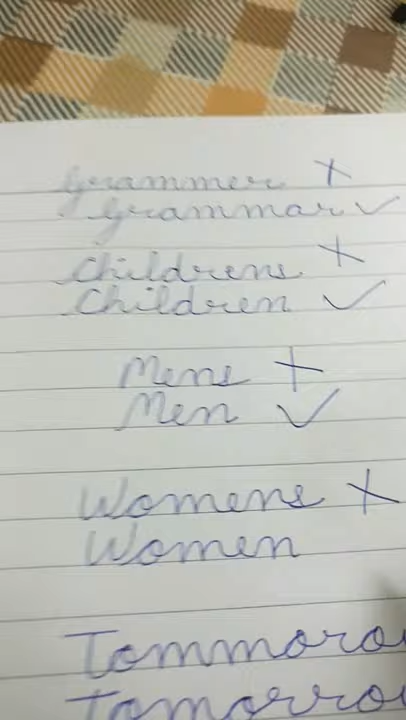 Grammer ×
Grammar ✓
Childrens ×
Children ✓
Mens ×
Men ✓
Womens ×
Women